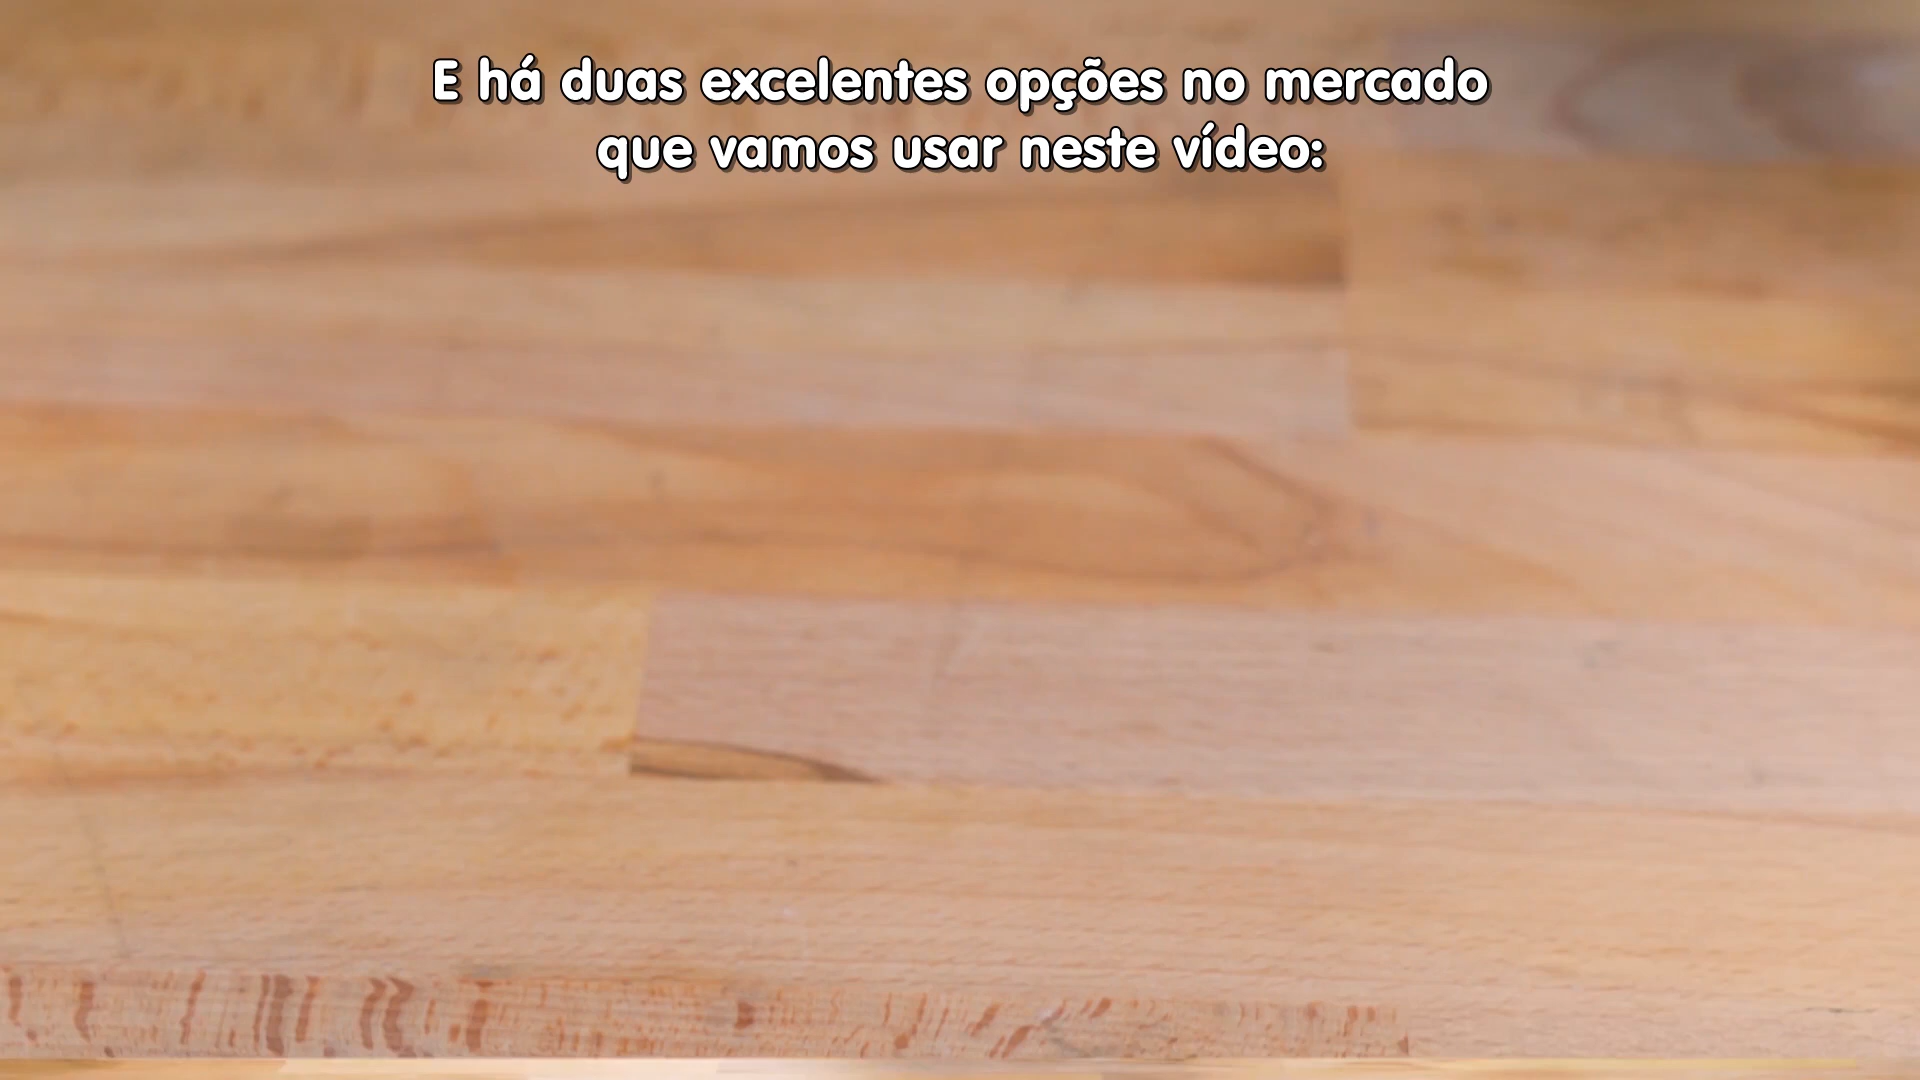 E há duas excelentes opções no mercado
que vamos usar neste vídeo: